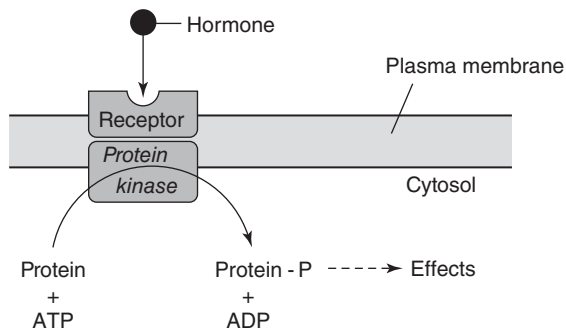 Hormone
Plasma membrane
Receptor
Protein
kinase
Cytosol
Protein
+
ATP
Protein - P
+
ADP
Effects